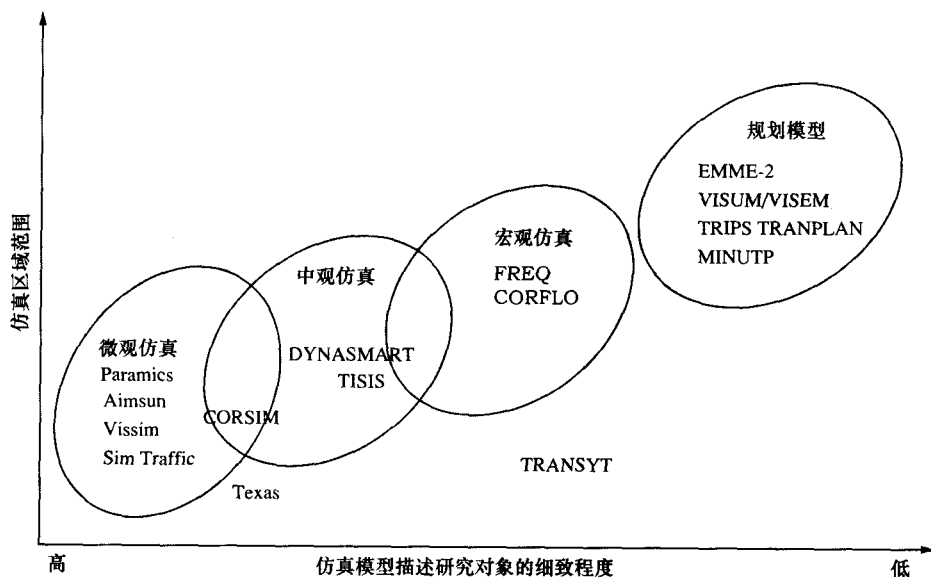 规划模型
EMME-2
VISUM/VISEM
TRIPS TRANPLAN
MINUTP
宏观仿真
FREQ
CORFLO
中观仿真
DYNASMART
TISIS
微观仿真
Paramics
Aimsun
Vissim
Sim Traffic
CORSIM
Texas
TRANSYT
仿真区域范围
高
仿真模型描述研究对象的细致程度
低